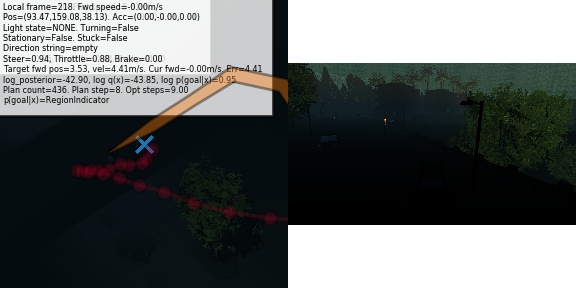 Local frame=218. Fwd speed=-0.00m/s
Pos=(93.47,159.08,38.13). Acc=(0.00,-0.00,0.00)
Light state=NONE. Turning=False
Stationary=False. Stuck=False
Direction string=empty
Steer=0.94, Throttle=0.88, Brake=0.00
Target fwd pos=3.53, vel=4.41m/s. Cur fwd=-0.00m/s, Err=4.41
log_posterior=-42.90, log q(x)=-43.85, log p(goal|x)=0.95
Plan count=436. Plan step=8. Opt steps=9.00
p(goal|x)=RegionIndicator